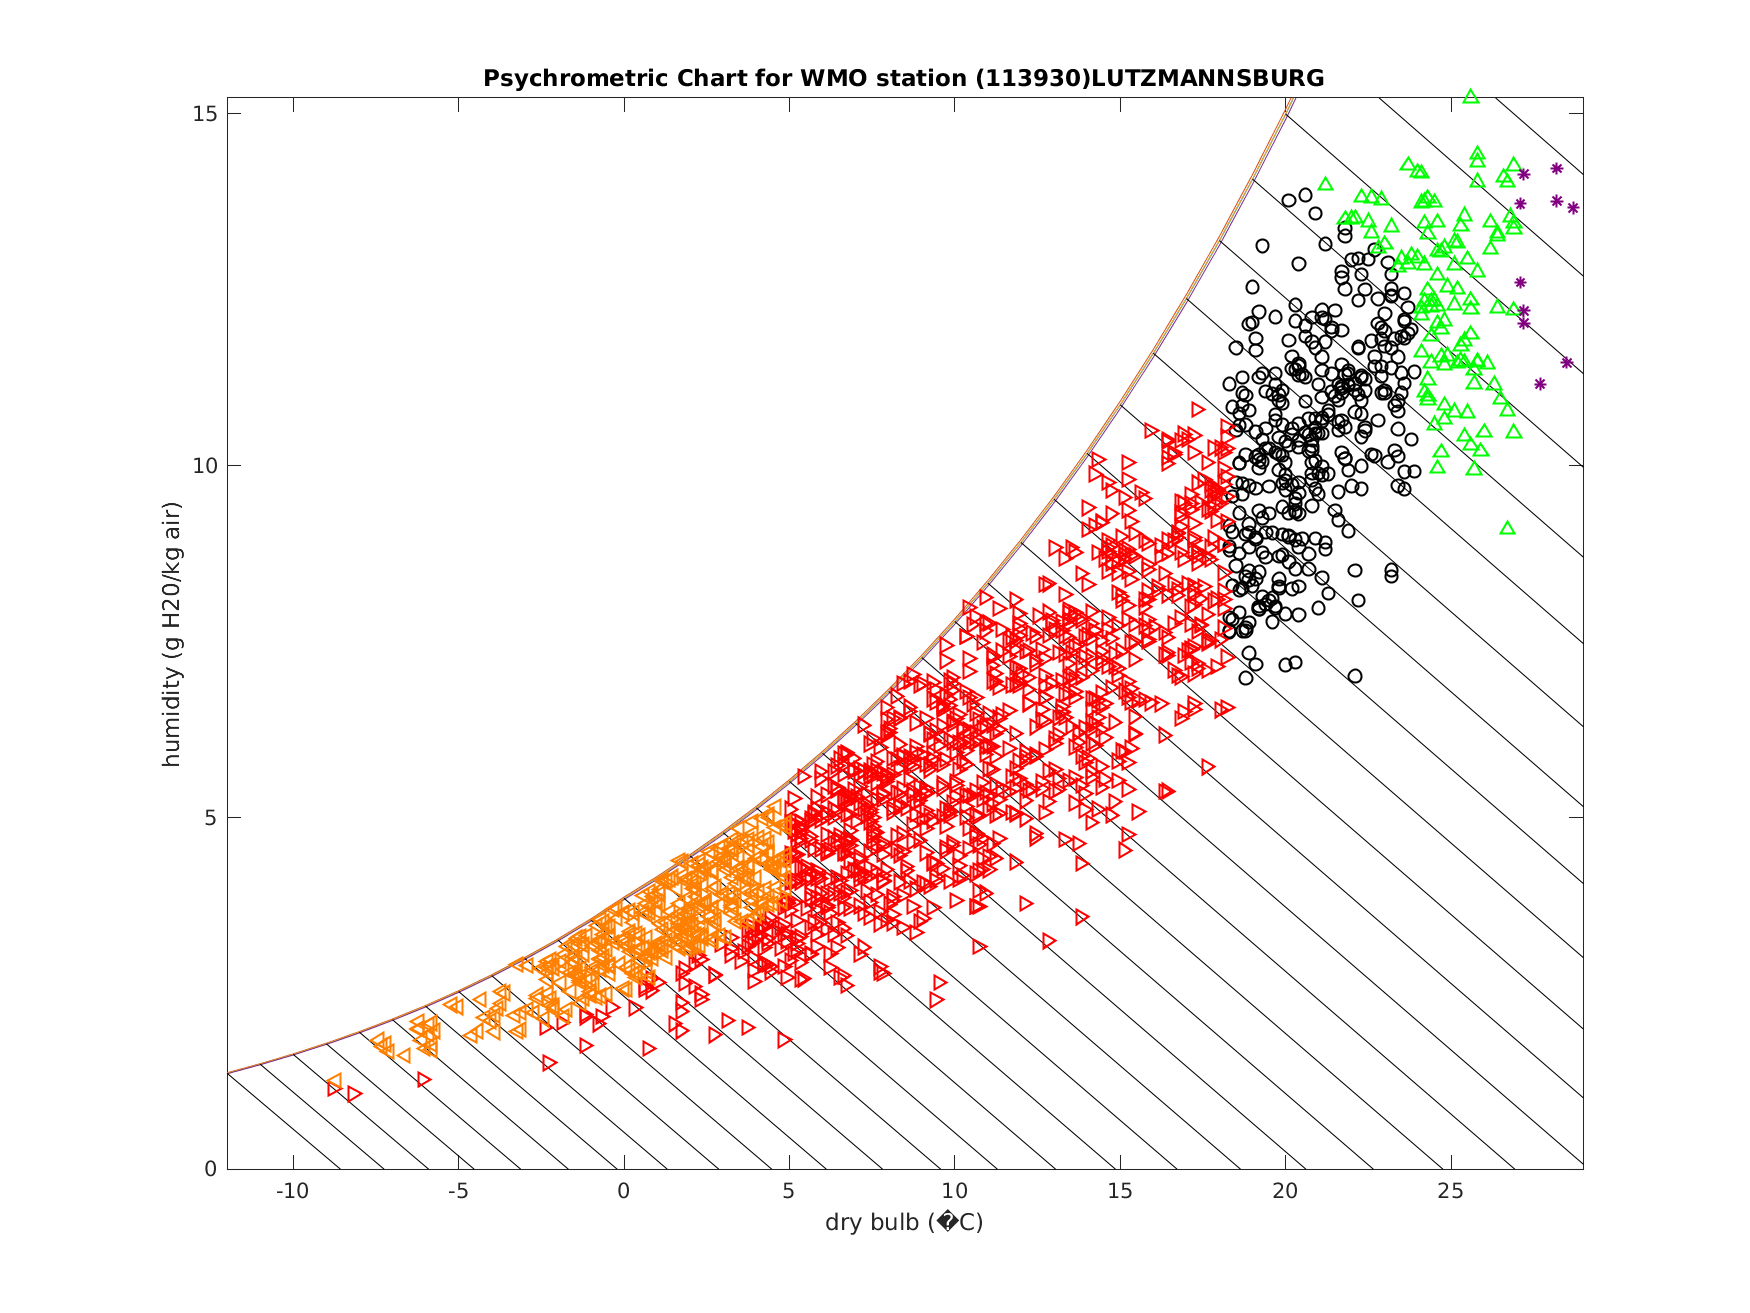 Psychrometric Chart for WMO station (113930)LUTZMANNSBURG
15
10
5
0
humidity (g H20/kg air)
-10 -5 0 5 10 15 20 25
dry bulb (�C)